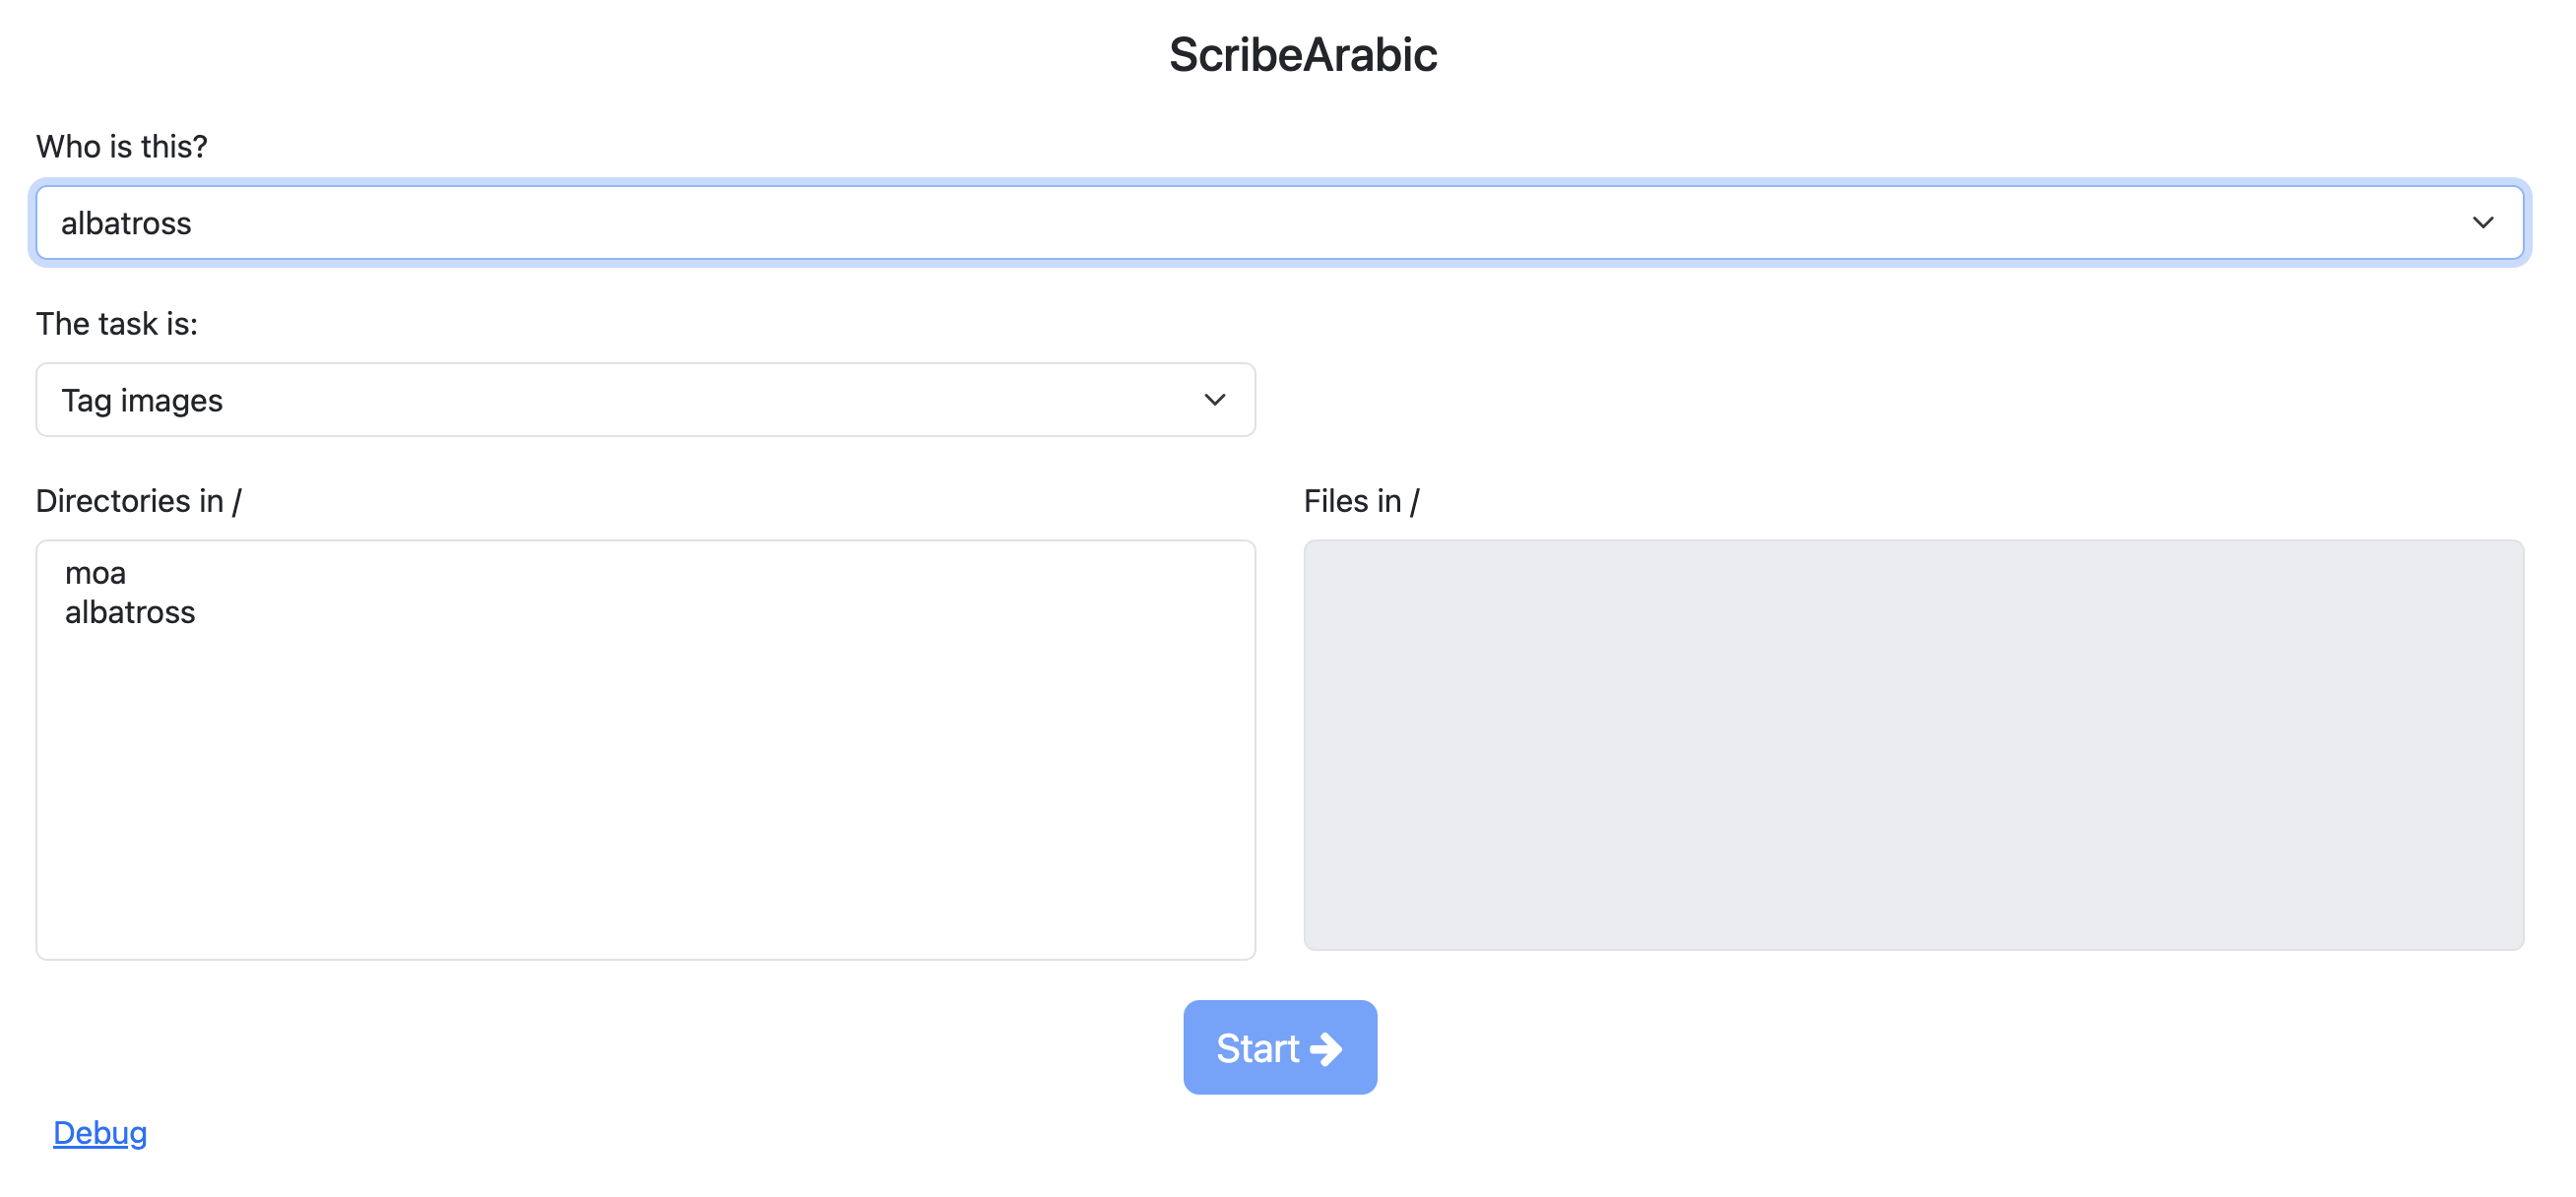 ScribeArabic
Who is this?
albatross
The task is:
Tag images
Directories in /
Files in /
moa
albatross
Start
Debug